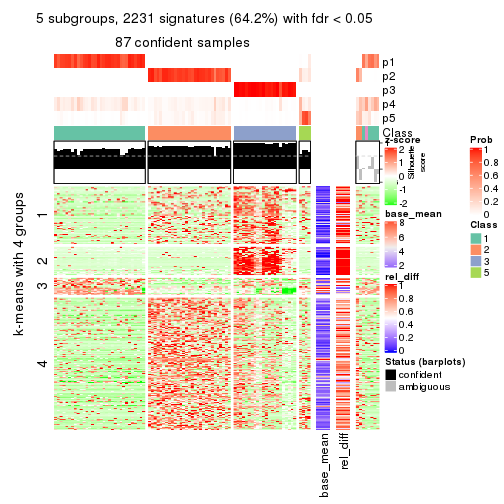 5 subgroups, 2231 signatures (64.2%) with fdr < 0.05
87 confident samples
p1
p2
p3
p4
p5
Class
Silhouette
score
k-means with 4 groups
1
2
3
4
base_mean
rel_diff
z-score
2
1
0
-1
-2
base_mean
8
6
4
2
rel_diff
1
0.8
0.6
0.4
0.2
0
Status (barplots)
confident
ambiguous
Prob
1
0.8
0.6
0.4
0.2
0
Class
1
2
3
5